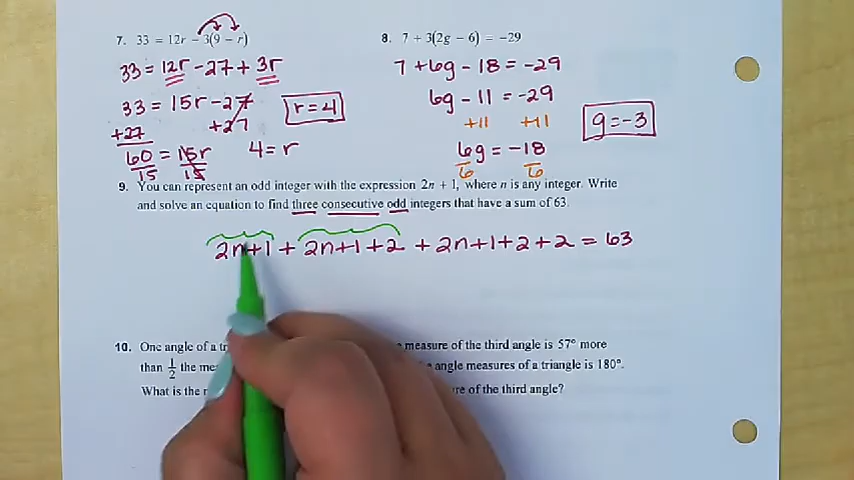 7. 33 = 12r − 3(9 − r)
33 = 12r - 27 + 3r
33 = 15r - 27
+27 +27
60 = 15r
15 15
4 = r
r = 4
8. 7 + 3(2g − 6) = −29
7 + 6g - 18 = -29
6g - 11 = -29
+11 +11
6g = -18
6 6
g = -3
9. You can represent an odd integer with the expression 2n + 1, where n is any integer. Write
and solve an equation to find three consecutive odd integers that have a sum of 63.
2n+1 + 2n+1+2 + 2n+1+2+2 = 63
10. One angle of a tr measure of the third angle is 57° more
than 1/2 the me angle measures of a triangle is 180°.
What is the re of the third angle?